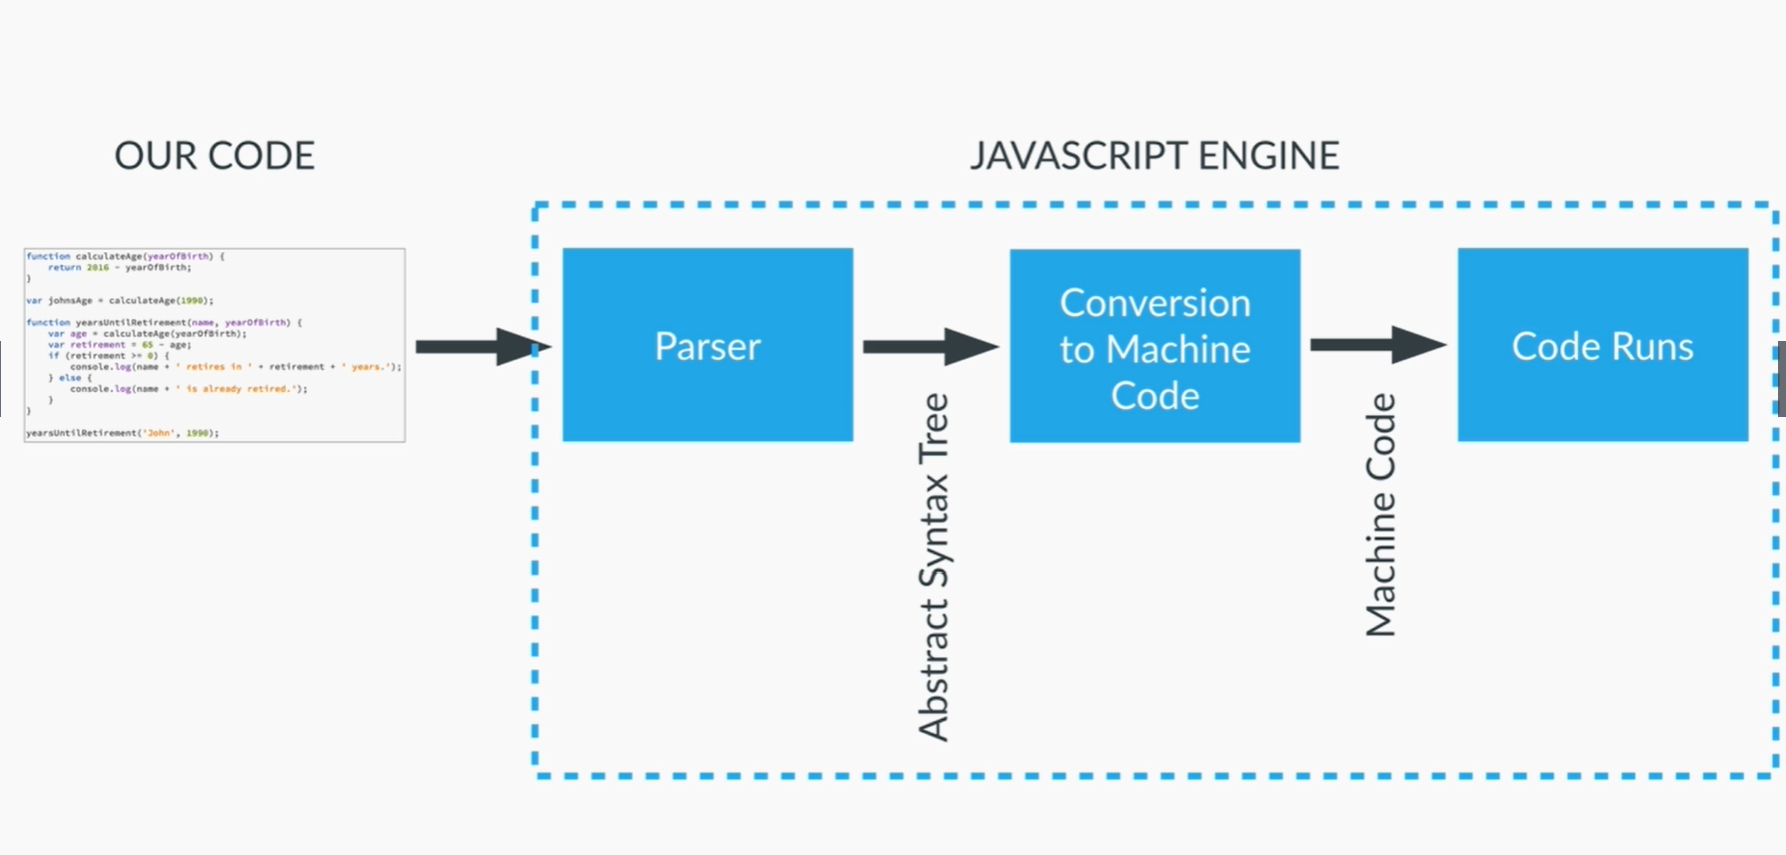 OUR CODE
JAVASCRIPT ENGINE
function calculateAge(yearOfBirth) {
    return 2016 - yearOfBirth;
}
var johnsAge = calculateAge(1990);
function yearsUntilRetirement(name, yearOfBirth) {
    var age = calculateAge(yearOfBirth);
    var retirement = 65 - age;
    if (retirement >= 0) {
        console.log(name + ' retires in ' + retirement + ' years.');
    } else {
        console.log(name + ' is already retired.');
    }
}
yearsUntilRetirement('John', 1990);
Parser
Abstract Syntax Tree
Conversion
to Machine
Code
Machine Code
Code Runs